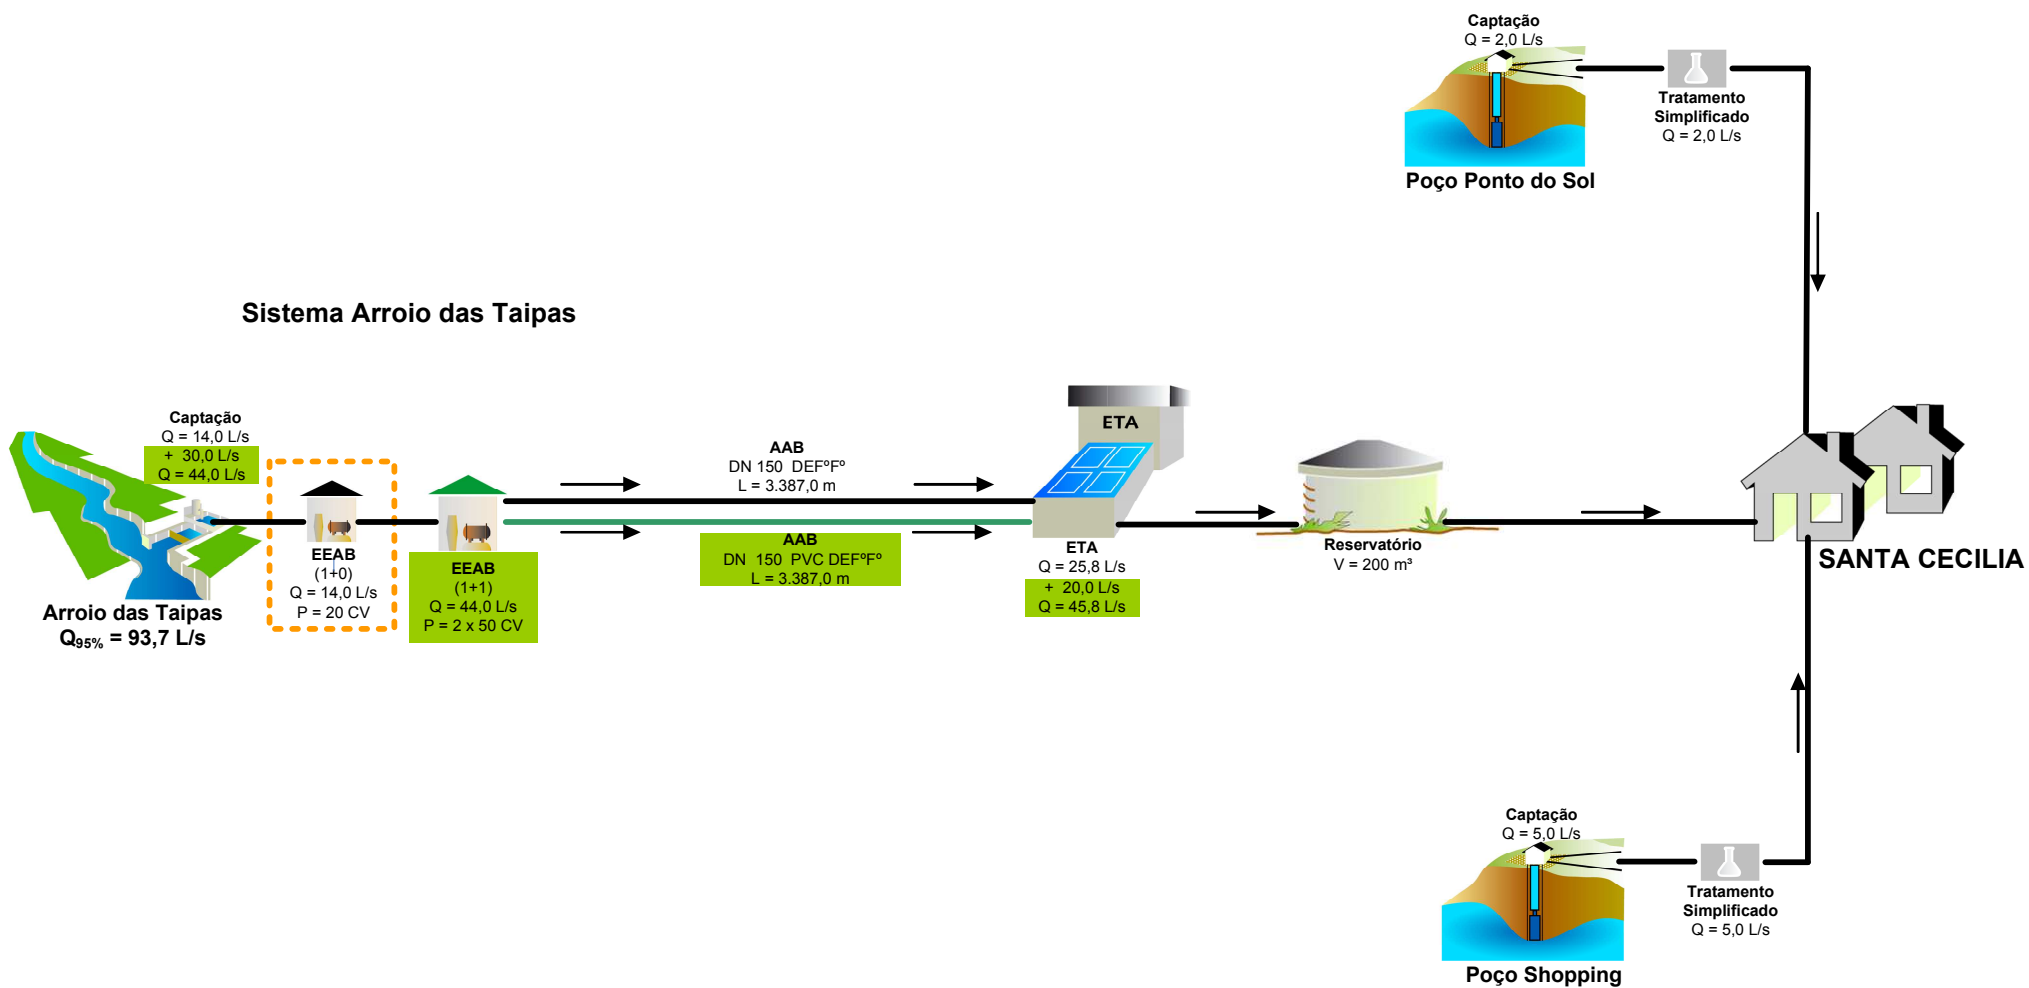 Captação
Q = 2,0 L/s
Tratamento
Simplificado
Q = 2,0 L/s
Poço Ponto do Sol
Sistema Arroio das Taipas
Captação
Q = 14,0 L/s
+ 30,0 L/s
Q = 44,0 L/s
Arroio das Taipas
Q95% = 93,7 L/s
EEAB
(1+0)
Q = 14,0 L/s
P = 20 CV
EEAB
(1+1)
Q = 44,0 L/s
P = 2 x 50 CV
AAB
DN 150 DEFºFº
L = 3.387,0 m
AAB
DN 150 PVC DEFºFº
L = 3.387,0 m
ETA
ETA
Q = 25,8 L/s
+ 20,0 L/s
Q = 45,8 L/s
Reservatório
V = 200 m³
SANTA CECILIA
Captação
Q = 5,0 L/s
Tratamento
Simplificado
Q = 5,0 L/s
Poço Shopping